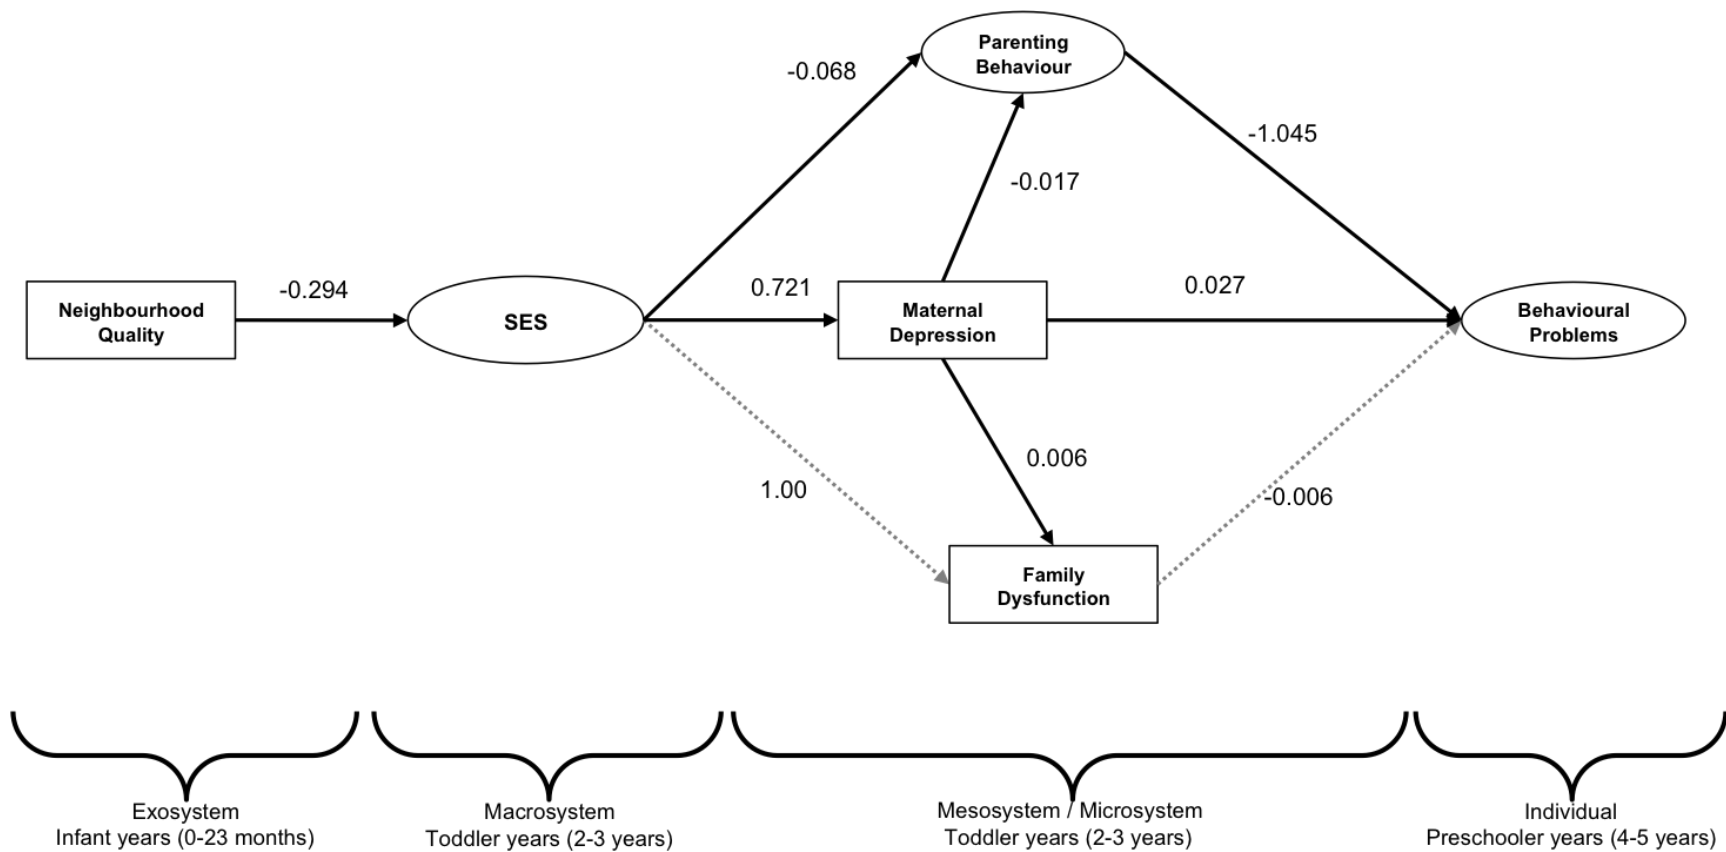 Parenting
Behaviour
-0.068
-1.045
-0.017
Neighbourhood
Quality
-0.294
SES
0.721
Maternal
Depression
0.027
Behavioural
Problems
0.006
1.00
-0.006
Family
Dysfunction
Exosystem
Infant years (0-23 months)
Macrosystem
Toddler years (2-3 years)
Mesosystem / Microsystem
Toddler years (2-3 years)
Individual
Preschooler years (4-5 years)